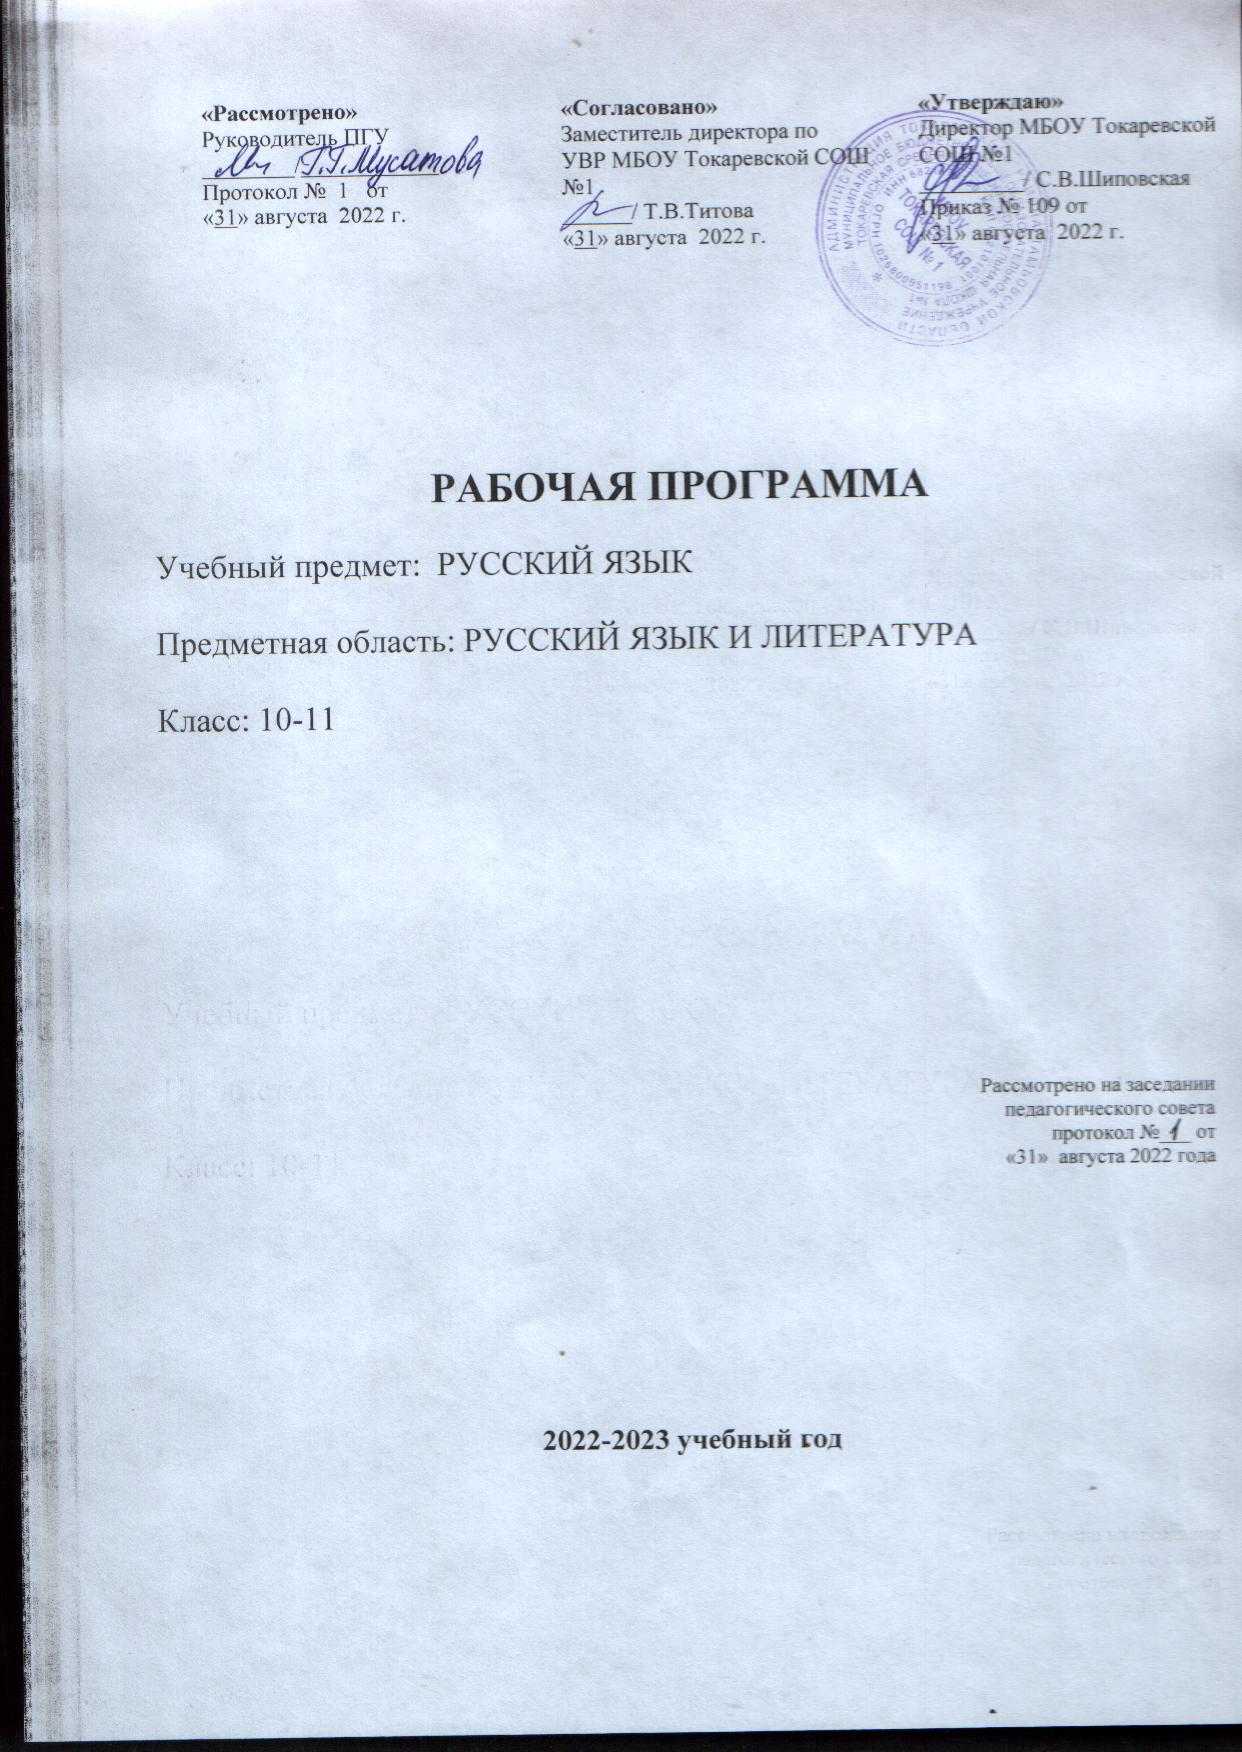 «Рассмотрено»
Руководитель ПГУ
/Г.Г.Мусатова
Протокол № 1 от
«31» августа 2022 г.
«Согласовано»
Заместитель директора по
УВР МБОУ Токаревской СОШ
№1
/ Т.В.Титова
«31» августа 2022 г.
«Утверждаю»
Директор МБОУ Токаревской
СОШ №1
/ С.В.Шиповская
Приказ № 109 от
«31» августа 2022 г.
РАБОЧАЯ ПРОГРАММА
Учебный предмет: РУССКИЙ ЯЗЫК
Предметная область: РУССКИЙ ЯЗЫК И ЛИТЕРАТУРА
Класс: 10-11
Рассмотрено на заседании
педагогического совета
протокол № 1 от
«31» августа 2022 года
2022-2023 учебный год